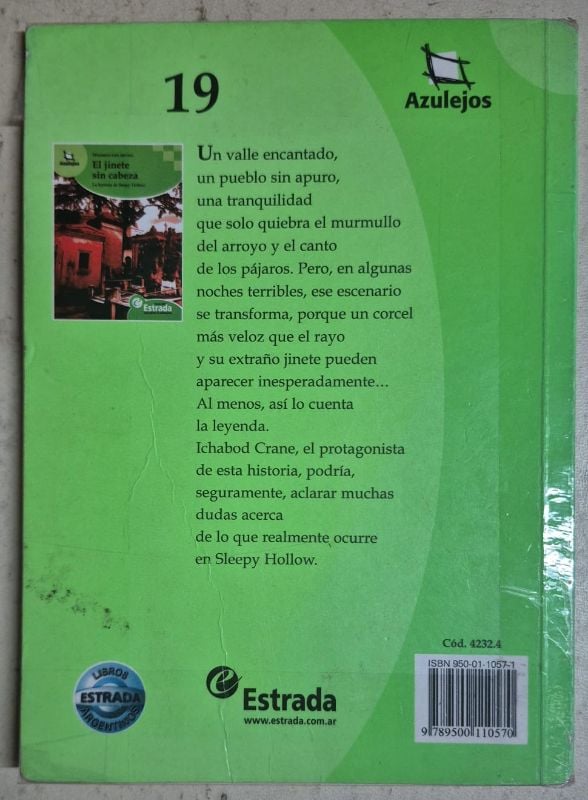 19
Azulejos
Azulejos
El jinete
sin cabeza
Estrada
Un valle encantado,
un pueblo sin apuro,
una tranquilidad
que solo quiebra el murmullo
del arroyo y el canto
de los pájaros. Pero, en algunas
noches terribles, ese escenario
se transforma, porque un corcel
más veloz que el rayo
y su extraño jinete pueden
aparecer inesperadamente...
Al menos, así lo cuenta
la leyenda.
Ichabod Crane, el protagonista
de esta historia, podría,
seguramente, aclarar muchas
dudas acerca
de lo que realmente ocurre
en Sleepy Hollow.
Cód. 4232.4
ISBN 950-01-1057-1
9 789500 110570
LIBROS
ESTRADA
ARGENTINOS
Estrada
www.estrada.com.ar